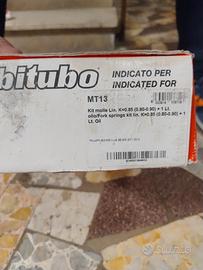 bitubo
INDICATO PER
INDICATED FOR
MT13
Kit molle Lin. K=0.85 (0.80-0.90) + 1 Lt.
olio/Fork springs kit lin. K=0.85 (0.80-0.90) + 1
Lt. Oil
SUBITO